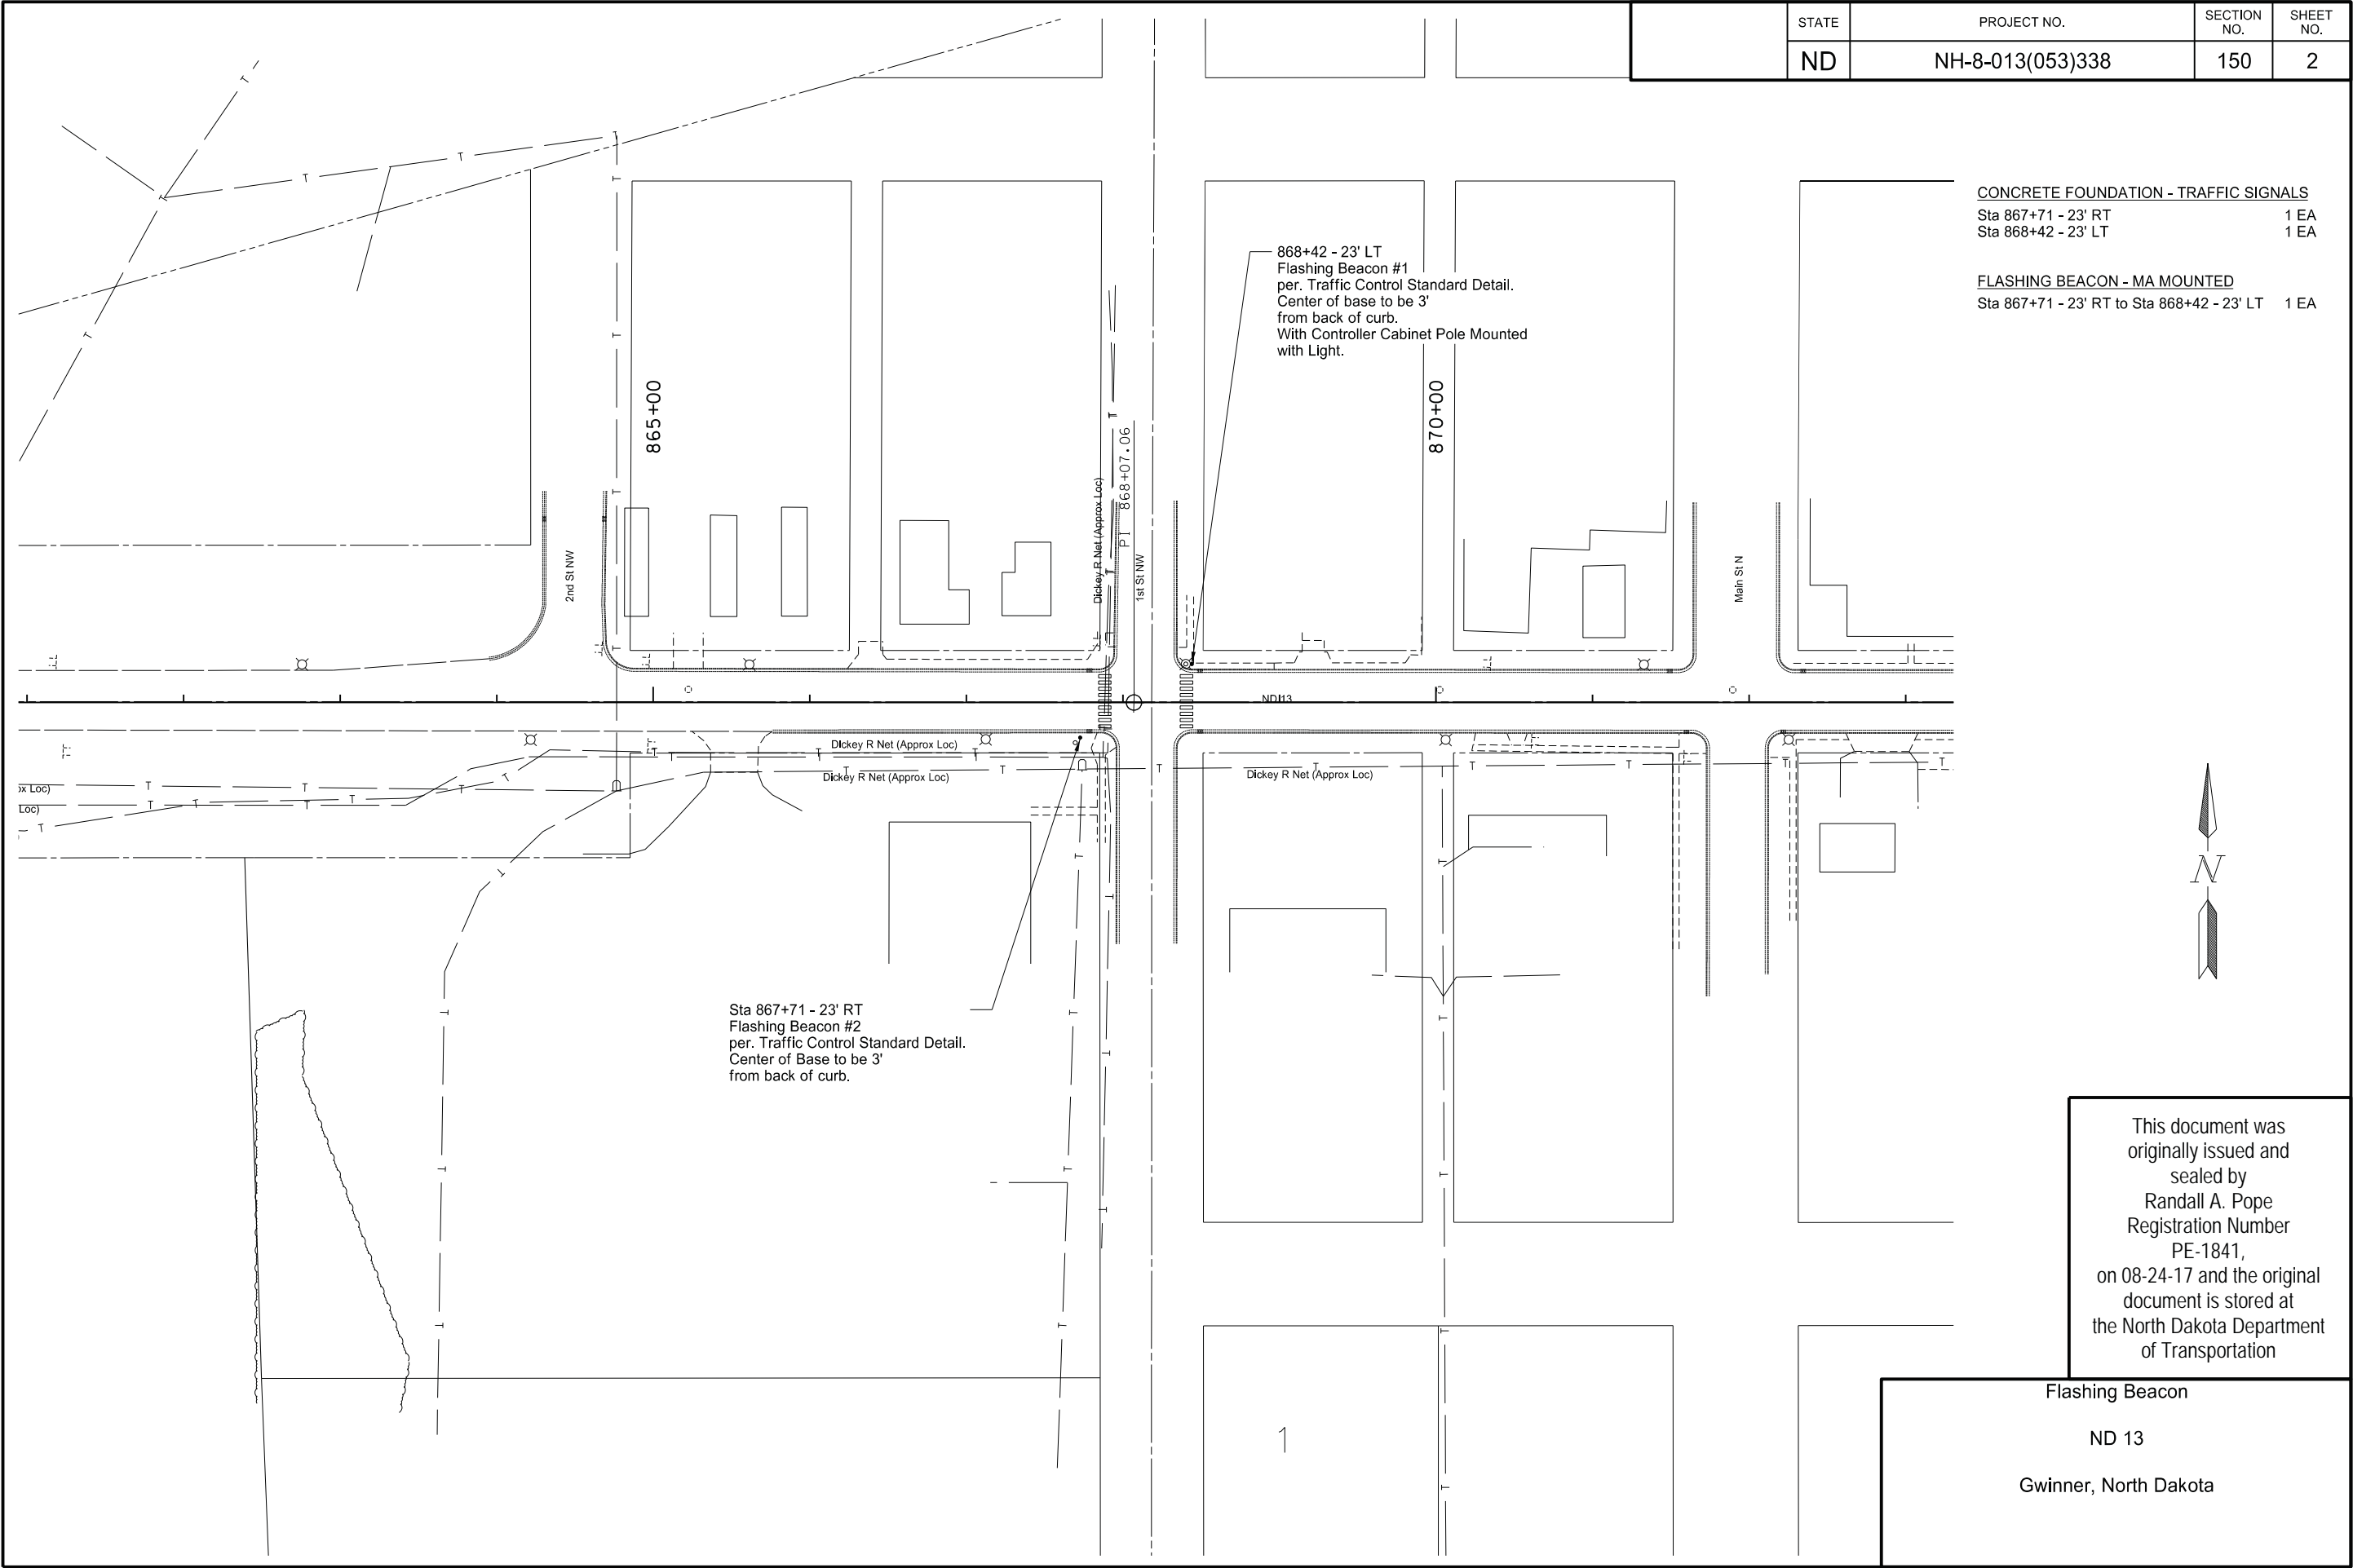 STATE
PROJECT NO.
SECTION NO.
SHEET NO.
ND
NH-8-013(053)338
150
2
CONCRETE FOUNDATION - TRAFFIC SIGNALS
Sta 867+71 - 23' RT 1 EA
Sta 868+42 - 23' LT 1 EA
FLASHING BEACON - MA MOUNTED
Sta 867+71 - 23' RT to Sta 868+42 - 23' LT 1 EA
868+42 - 23' LT
Flashing Beacon #1
per. Traffic Control Standard Detail.
Center of base to be 3'
from back of curb.
With Controller Cabinet Pole Mounted
with Light.
865+00
870+00
PI 868+07.06
Dickey R Net (Approx Loc)
2nd St NW
1st St NW
Main St N
ND 13
Dickey R Net (Approx Loc)
Dickey R Net (Approx Loc)
Dickey R Net (Approx Loc)
ox Loc)
Loc)
N
Sta 867+71 - 23' RT
Flashing Beacon #2
per. Traffic Control Standard Detail.
Center of Base to be 3'
from back of curb.
1
This document was
originally issued and
sealed by
Randall A. Pope
Registration Number
PE-1841,
on 08-24-17 and the original
document is stored at
the North Dakota Department
of Transportation
Flashing Beacon
ND 13
Gwinner, North Dakota